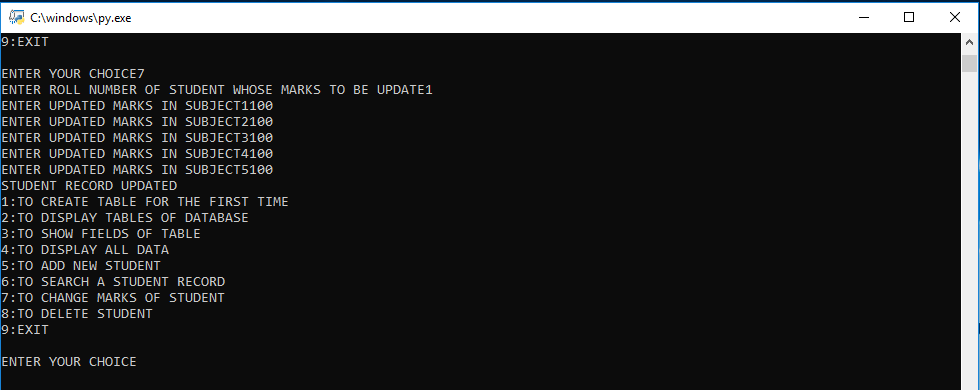 C:\windows\py.exe
9:EXIT
ENTER YOUR CHOICE7
ENTER ROLL NUMBER OF STUDENT WHOSE MARKS TO BE UPDATE1
ENTER UPDATED MARKS IN SUBJECT1100
ENTER UPDATED MARKS IN SUBJECT2100
ENTER UPDATED MARKS IN SUBJECT3100
ENTER UPDATED MARKS IN SUBJECT4100
ENTER UPDATED MARKS IN SUBJECT5100
STUDENT RECORD UPDATED
1:TO CREATE TABLE FOR THE FIRST TIME
2:TO DISPLAY TABLES OF DATABASE
3:TO SHOW FIELDS OF TABLE
4:TO DISPLAY ALL DATA
5:TO ADD NEW STUDENT
6:TO SEARCH A STUDENT RECORD
7:TO CHANGE MARKS OF STUDENT
8:TO DELETE STUDENT
9:EXIT
ENTER YOUR CHOICE